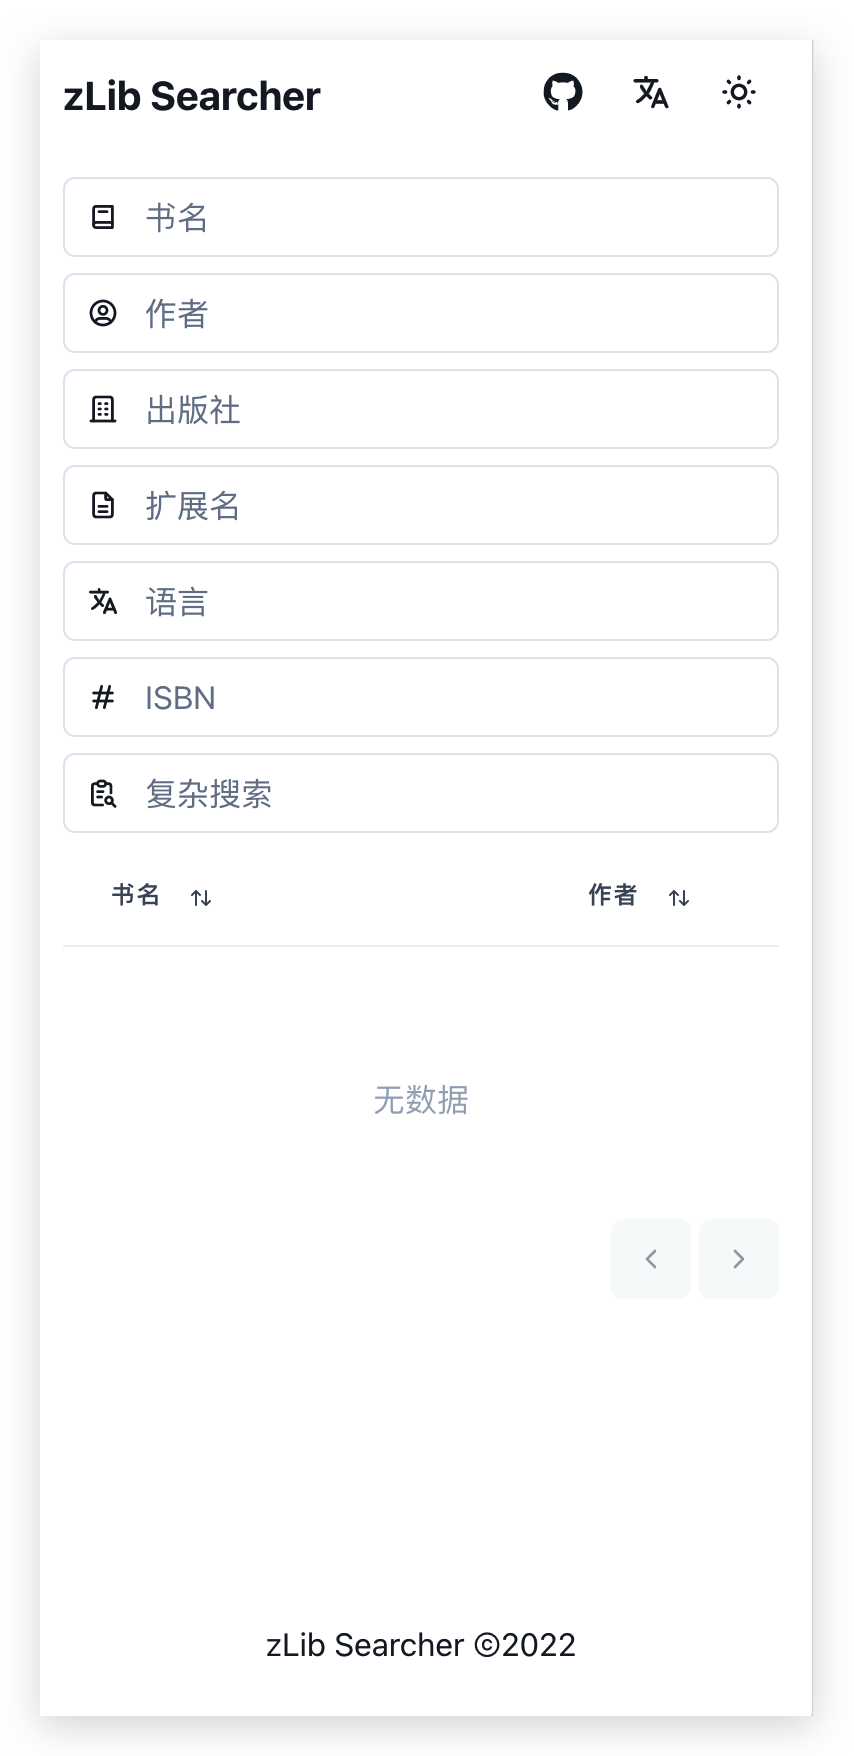 zLib Searcher
书名
作者
出版社
扩展名
语言
ISBN
复杂搜索
书名 作者
无数据
zLib Searcher ©2022